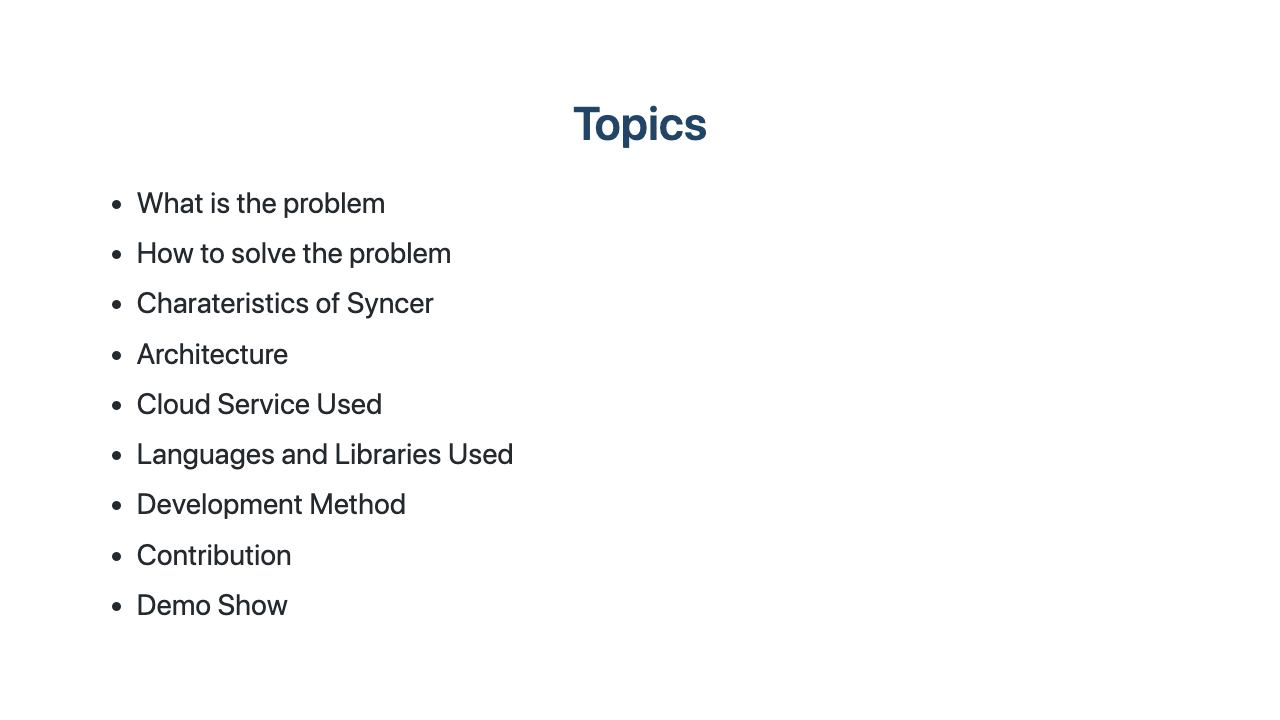 Topics
What is the problem
How to solve the problem
Charateristics of Syncer
Architecture
Cloud Service Used
Languages and Libraries Used
Development Method
Contribution
Demo Show